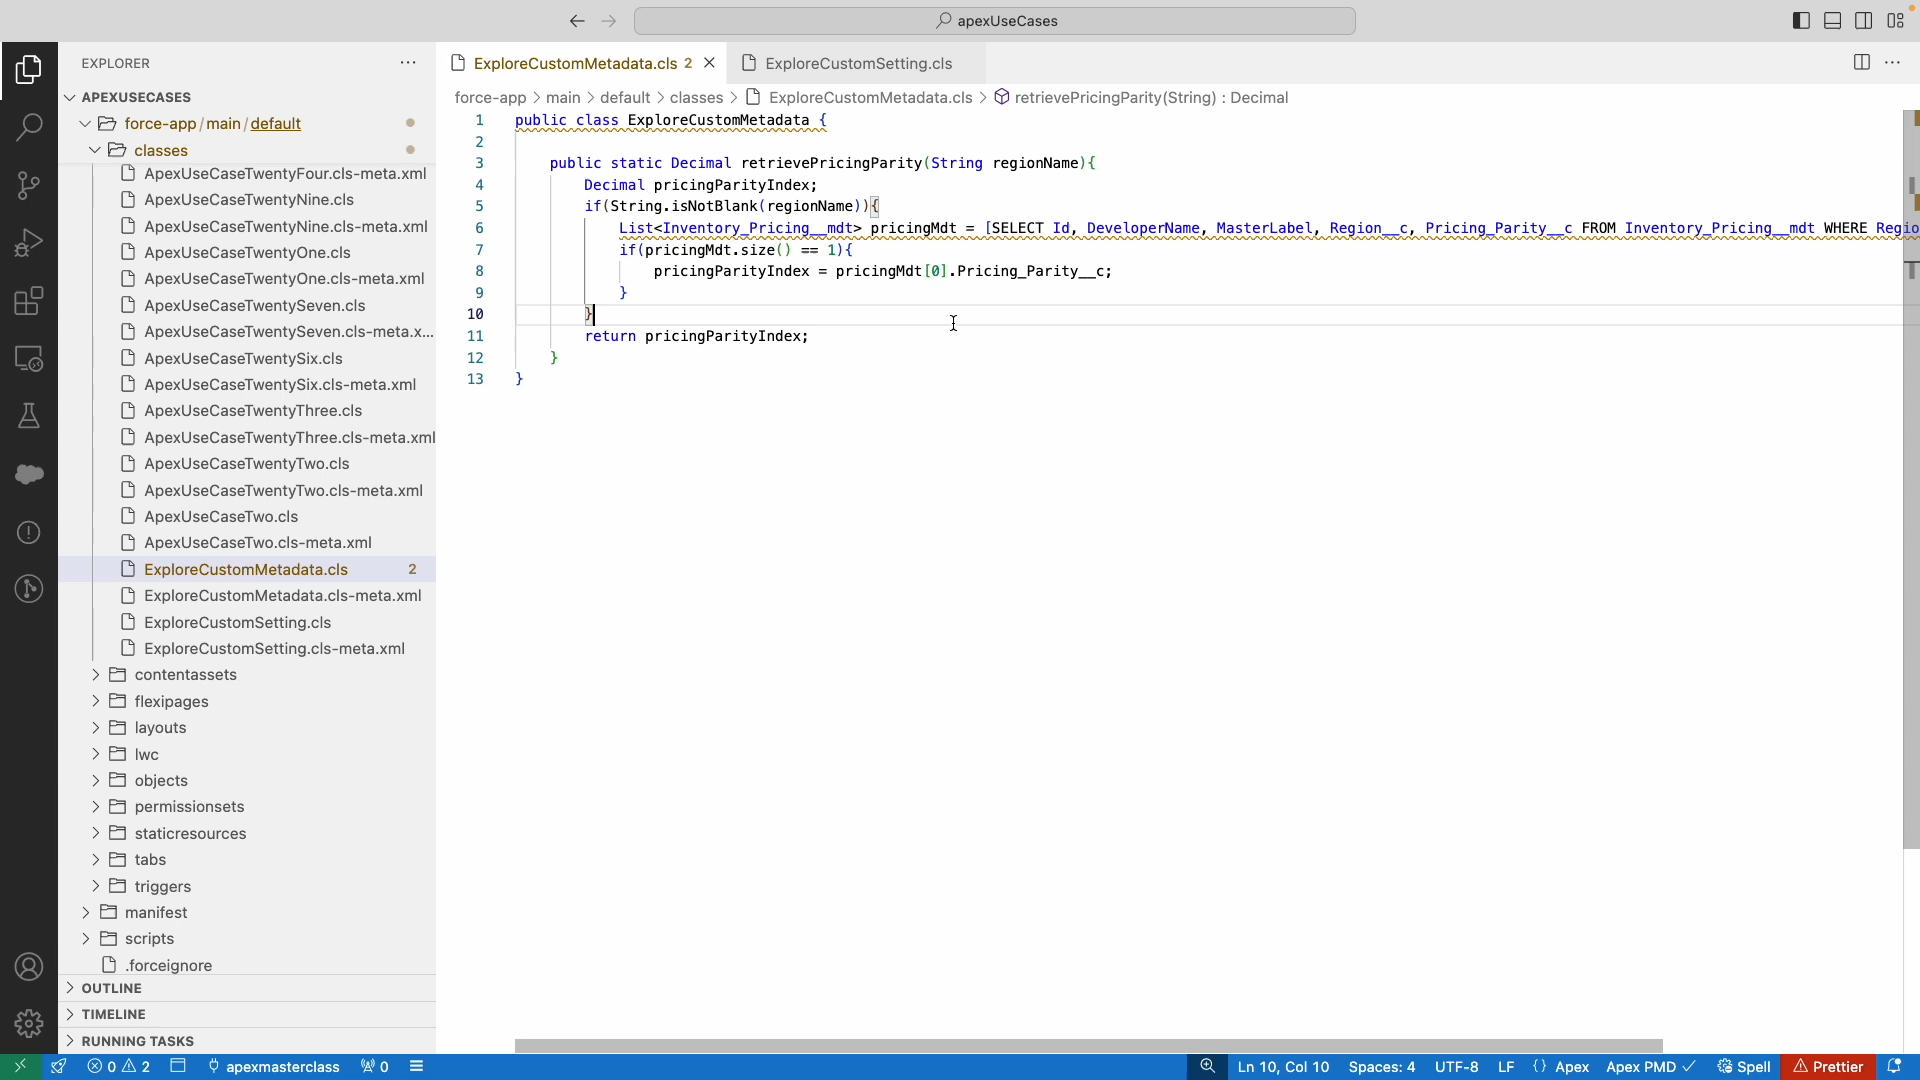 apexUseCases
EXPLORER
ExploreCustomMetadata.cls 2
ExploreCustomSetting.cls
APEXUSECASES
force-app > main > default > classes > ExploreCustomMetadata.cls > retrievePricingParity(String) : Decimal
force-app / main / default
classes
ApexUseCaseTwentyFour.cls-meta.xml
ApexUseCaseTwentyNine.cls
ApexUseCaseTwentyNine.cls-meta.xml
ApexUseCaseTwentyOne.cls
ApexUseCaseTwentyOne.cls-meta.xml
ApexUseCaseTwentySeven.cls
ApexUseCaseTwentySeven.cls-meta.x...
ApexUseCaseTwentySix.cls
ApexUseCaseTwentySix.cls-meta.xml
ApexUseCaseTwentyThree.cls
ApexUseCaseTwentyThree.cls-meta.xml
ApexUseCaseTwentyTwo.cls
ApexUseCaseTwentyTwo.cls-meta.xml
ApexUseCaseTwo.cls
ApexUseCaseTwo.cls-meta.xml
ExploreCustomMetadata.cls 2
ExploreCustomMetadata.cls-meta.xml
ExploreCustomSetting.cls
ExploreCustomSetting.cls-meta.xml
contentassets
flexipages
layouts
lwc
objects
permissionsets
staticresources
tabs
triggers
manifest
scripts
.forceignore
OUTLINE
TIMELINE
RUNNING TASKS
1 public class ExploreCustomMetadata {
2
3 public static Decimal retrievePricingParity(String regionName){
4 Decimal pricingParityIndex;
5 if(String.isNotBlank(regionName)){
6 List<Inventory_Pricing__mdt> pricingMdt = [SELECT Id, DeveloperName, MasterLabel, Region__c, Pricing_Parity__c FROM Inventory_Pricing__mdt WHERE Regio
7 if(pricingMdt.size() == 1){
8 pricingParityIndex = pricingMdt[0].Pricing_Parity__c;
9 }
10 }
11 return pricingParityIndex;
12 }
13 }
0 2 apexmasterclass 0 Ln 10, Col 10 Spaces: 4 UTF-8 LF {} Apex Apex PMD Spell Prettier